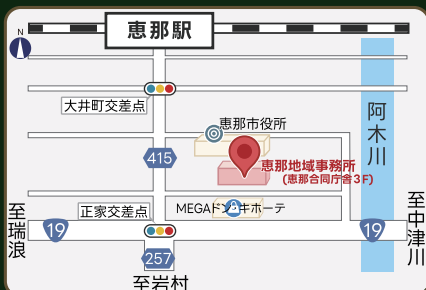 恵那駅
N
大井町交差点
恵那市役所
阿木川
415
恵那地域事務所
(恵那合同庁舎3F)
至瑞浪
正家交差点
MEGAドン・キホーテ
至中津川
19
19
257
至岩村